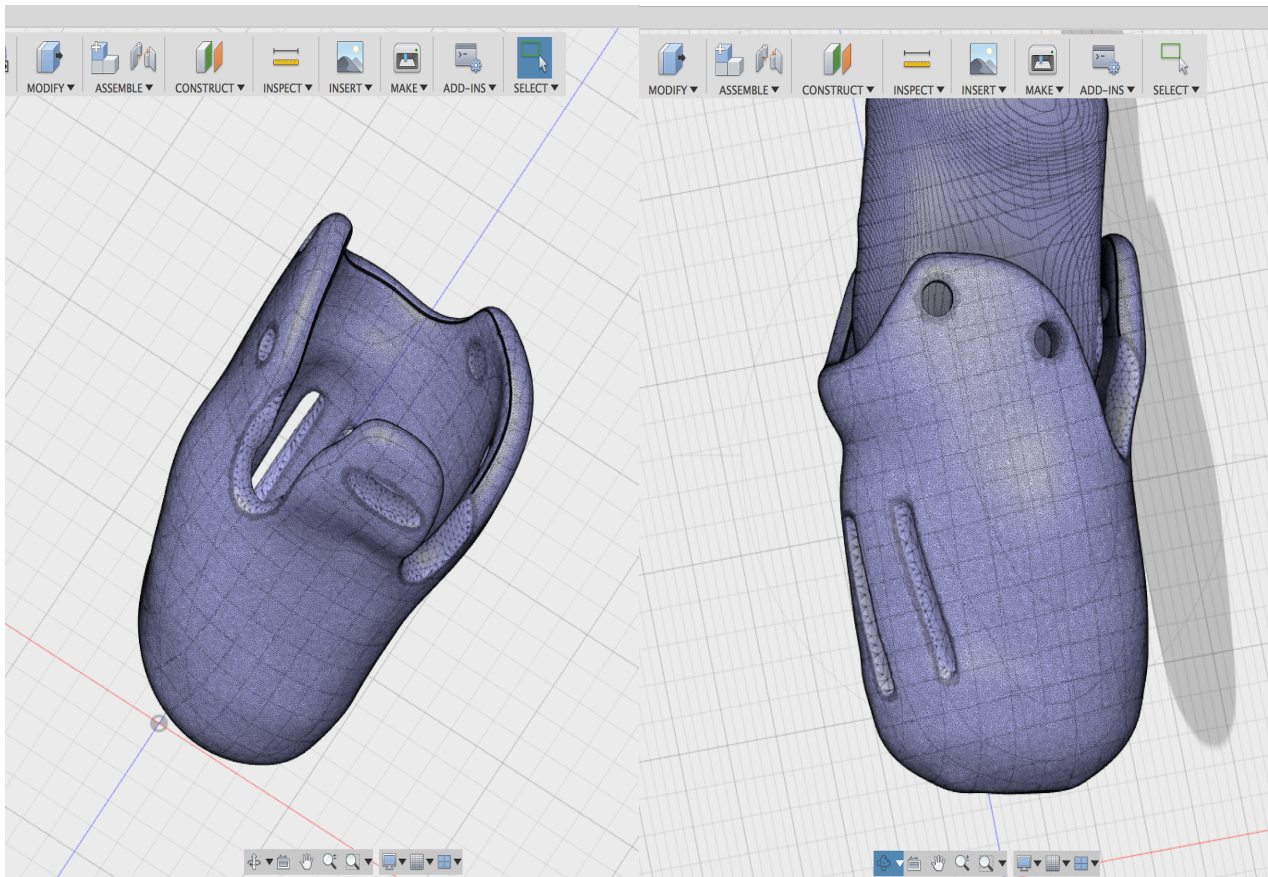 MODIFY ▼ ASSEMBLE ▼ CONSTRUCT ▼ INSPECT ▼ INSERT ▼ MAKE ▼ ADD-INS ▼ SELECT ▼
MODIFY ▼ ASSEMBLE ▼ CONSTRUCT ▼ INSPECT ▼ INSERT ▼ MAKE ▼ ADD-INS ▼ SELECT ▼